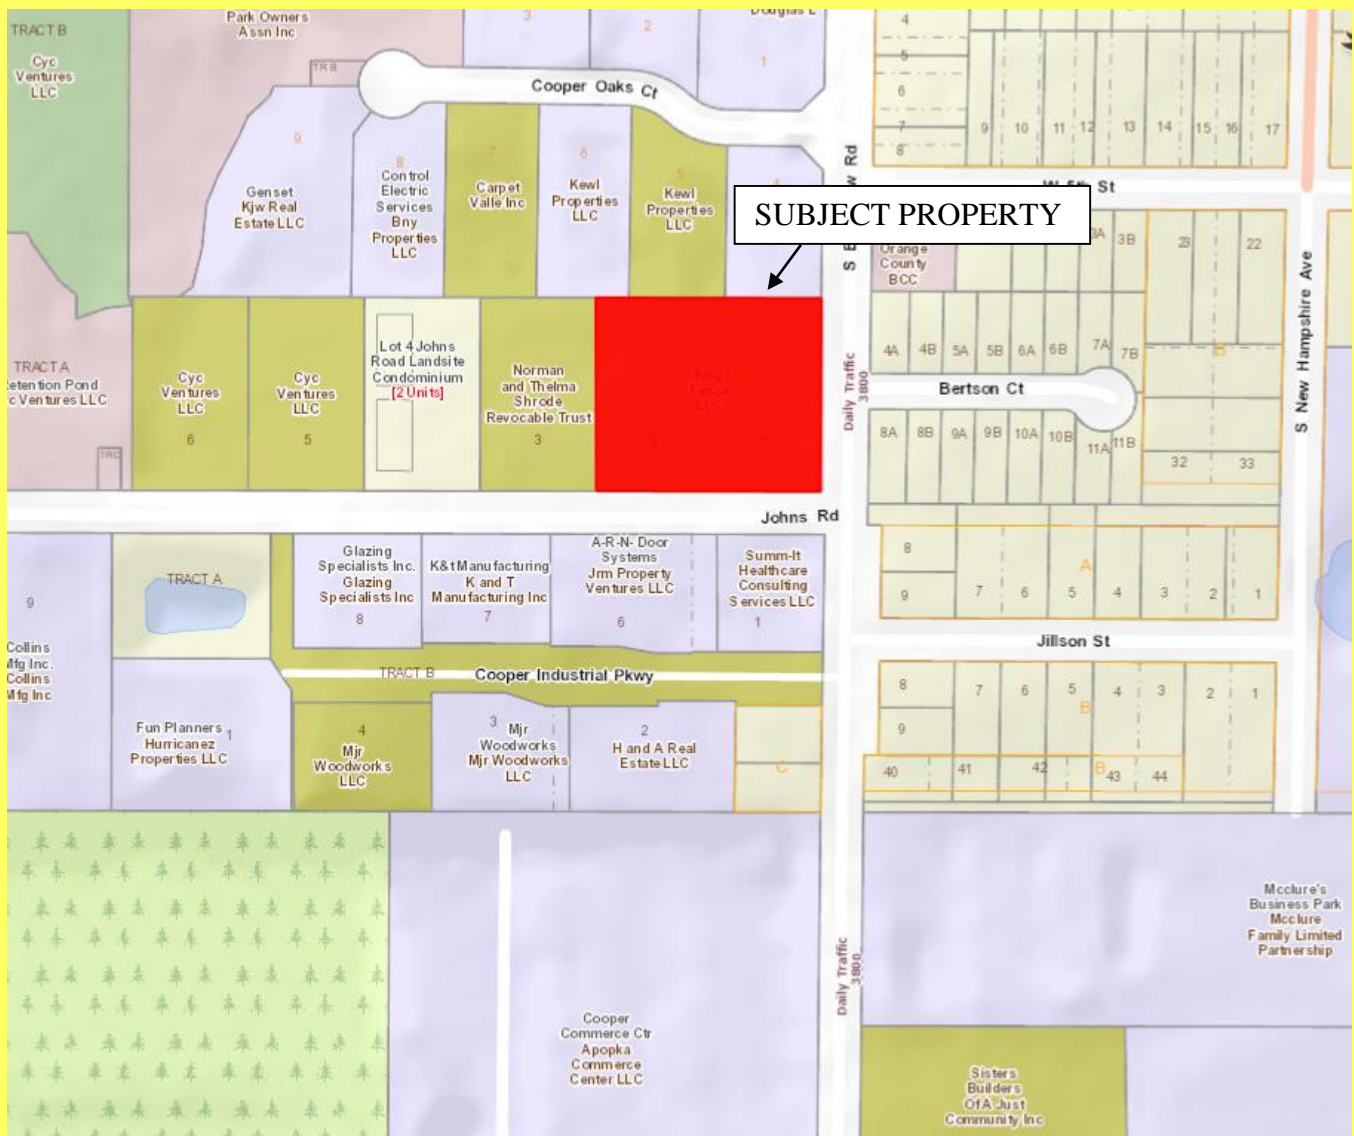 TRACT B
Cyc
Ventures
LLC
Park Owners
Assn Inc
TR B
3
2
Douglas L
1
Cooper Oaks Ct
9
Genset
Kjw Real
Estate LLC
8
Control
Electric
Services
Bny
Properties
LLC
7
Carpet
Valle Inc
6
Kewl
Properties
LLC
5
Kewl
Properties
LLC
4
SUBJECT PROPERTY
4
5
6
7
8
9
10
11
12
13
14
15
16
17
W 5th St
Rd
S
Orange
County
BCC
3A
3B
23
22
S New Hampshire Ave
TRACT A
Retention Pond
Cyc Ventures LLC
TRC
Cyc
Ventures
LLC
6
Cyc
Ventures
LLC
5
Lot 4 Johns
Road Landsite
Condominium
[2 Units]
Norman
and Thelma
Shrode
Revocable Trust
3
LLC
Daily Traffic
3800
4A
4B
5A
5B
6A
6B
7A
7B
B
Bertson Ct
8A
8B
9A
9B
10A
10B
11A
11B
32
33
Johns Rd
9
Collins
Mfg Inc.
Collins
Mfg Inc
TRACT A
Glazing
Specialists Inc.
Glazing
Specialists Inc
8
K&t Manufacturing
K and T
Manufacturing Inc
7
A-R-N- Door
Systems
Jrm Property
Ventures LLC
6
Summ-It
Healthcare
Consulting
Services LLC
1
8
9
7
6
5
A
4
3
2
1
Jillson St
TRACT B
Cooper Industrial Pkwy
Fun Planners
Hurricanez
Properties LLC
1
4
Mjr
Woodworks
LLC
3
Mjr
Woodworks
Mjr Woodworks
LLC
2
H and A Real
Estate LLC
C
8
9
7
6
5
B
4
3
2
1
40
41
42
B
43
44
Daily Traffic
3800
Cooper
Commerce Ctr
Apopka
Commerce
Center LLC
Mcclure's
Business Park
Mcclure
Family Limited
Partnership
Sisters
Builders
Of A Just
Community Inc